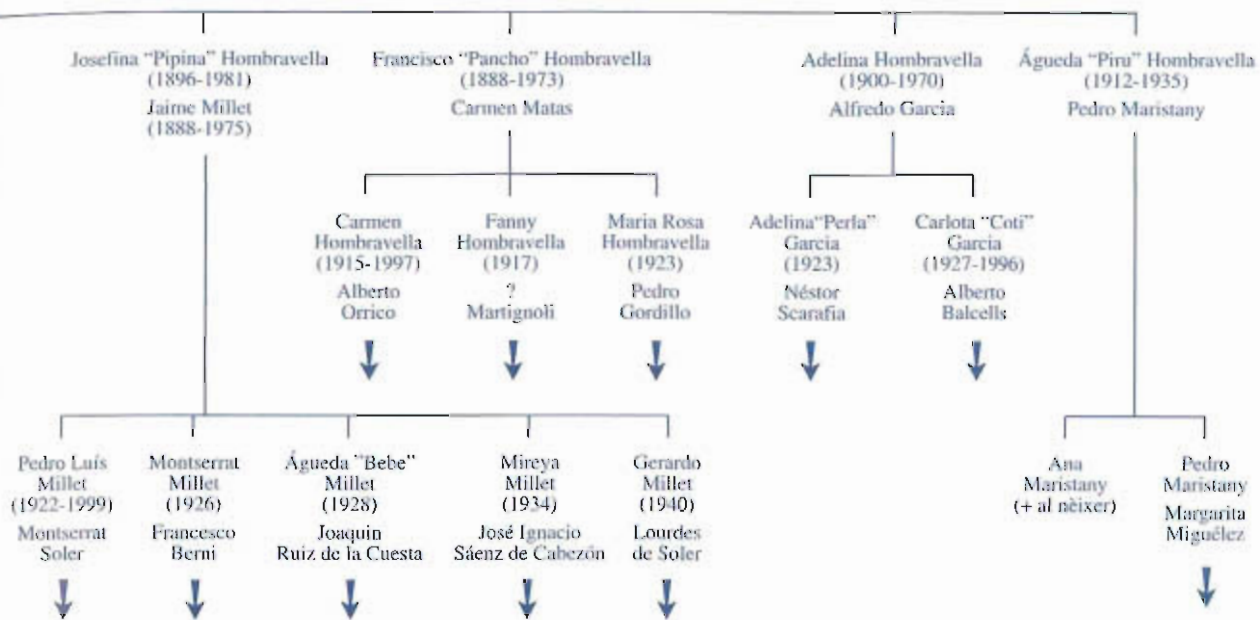 Josefina "Pipina" Hombravella
(1896-1981)
Jaime Millet
(1888-1975)
Francisco "Pancho" Hombravella
(1888-1973)
Carmen Matas
Adelina Hombravella
(1900-1970)
Alfredo Garcia
Águeda "Piru" Hombravella
(1912-1935)
Pedro Maristany
Carmen
Hombravella
(1915-1997)
Alberto
Orrico
Fanny
Hombravella
(1917)
?
Martignoli
Maria Rosa
Hombravella
(1923)
Pedro
Gordillo
Adelina"Perla"
Garcia
(1923)
Néstor
Scarafia
Carlota "Coti"
Garcia
(1927-1996)
Alberto
Balcells
Pedro Luís
Millet
(1922-1999)
Montserrat
Soler
Montserrat
Millet
(1926)
Francesco
Berni
Águeda "Bebe"
Millet
(1928)
Joaquin
Ruiz de la Cuesta
Mireya
Millet
(1934)
José Ignacio
Sáenz de Cabezón
Gerardo
Millet
(1940)
Lourdes
de Soler
Ana
Maristany
(+ al nèixer)
Pedro
Maristany
Margarita
Miguélez